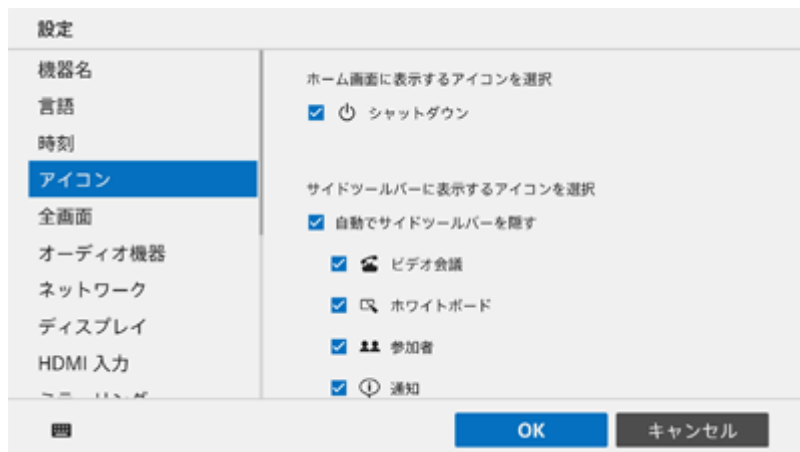 設定
機器名
言語
時刻
アイコン
全画面
オーディオ機器
ネットワーク
ディスプレイ
HDMI 入力
ホーム画面に表示するアイコンを選択
シャットダウン
サイドツールバーに表示するアイコンを選択
自動でサイドツールバーを隠す
ビデオ会議
ホワイトボード
参加者
通知
OK
キャンセル